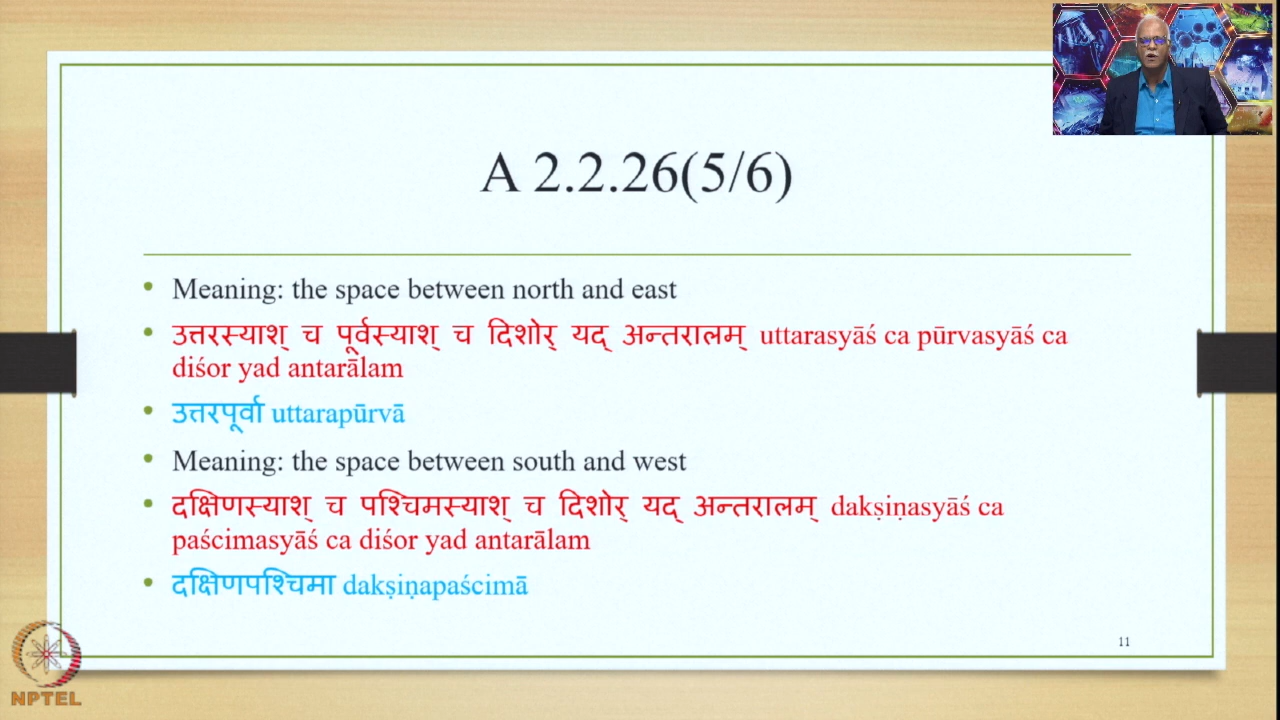 A 2.2.26(5/6)
Meaning: the space between north and east
उत्तरस्याश् च पूर्वस्याश् च दिशोर् यद् अन्तरालम् uttarasyāś ca pūrvasyāś ca
diśor yad antarālam
उत्तरपूर्वा uttarapūrvā
Meaning: the space between south and west
दक्षिणस्याश् च पश्चिमस्याश् च दिशोर् यद् अन्तरालम् dakṣiṇasyāś ca
paścimasyāś ca diśor yad antarālam
दक्षिणपश्चिमा dakṣiṇapaścimā
11
NPTEL